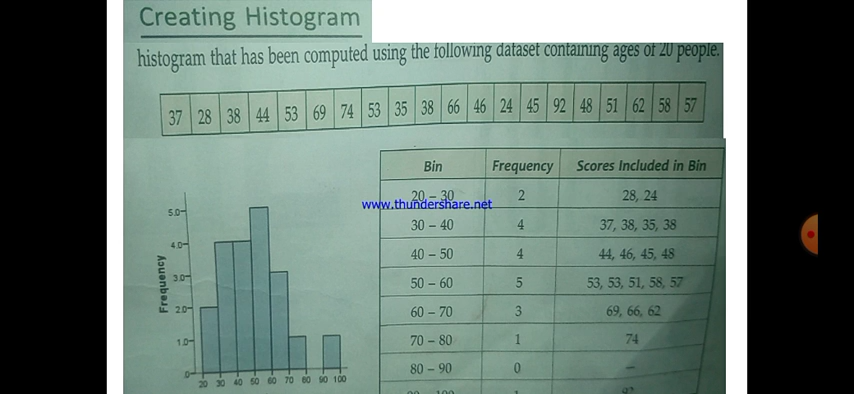 Creating Histogram
histogram that has been computed using the following dataset containing ages of 20 people.
37 28 38 44 53 69 74 53 35 38 66 46 24 45 92 48 51 62 58 57
Bin Frequency Scores Included in Bin
20 – 30 2 28, 24
www.thundershare.net
30 – 40 4 37, 38, 35, 38
40 – 50 4 44, 46, 45, 48
50 – 60 5 53, 53, 51, 58, 57
60 – 70 3 69, 66, 62
70 – 80 1 74
80 – 90 0 –
Frequency
5.0
4.0
3.0
2.0
1.0
0
20 30 40 50 60 70 80 90 100